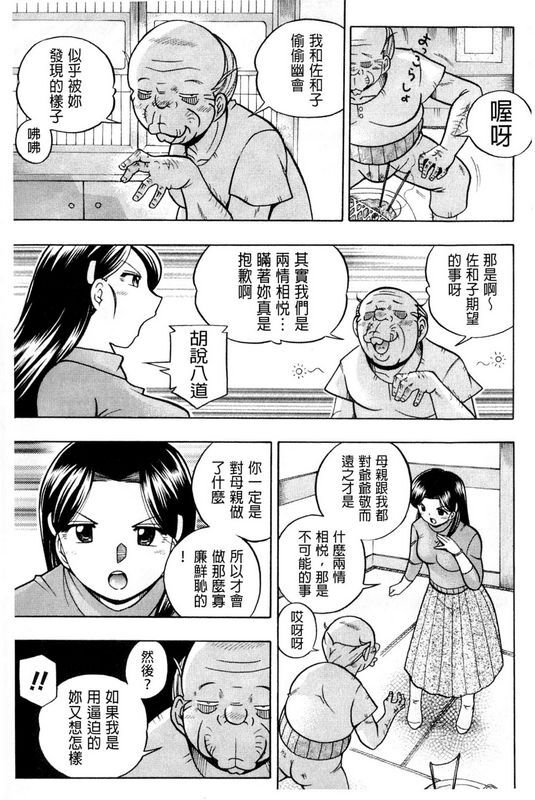 喔呀
よっこらしょ
我和佐和子
偷偷幽會
似乎被妳
發現的樣子
咈咈
那是啊~
佐和子期望
的事呀
其實我們是
兩情相悅…
瞞著妳真是
抱歉啊
胡說八道
母親跟我都
對爺爺敬而
遠之才是
什麼兩情
相悅，那是
不可能的事
哎呀呀
你一定是
對母親做
了什麼
所以才會
做那麼寡
廉鮮恥的
！
然後？
如果我是
用逼迫的
妳又想怎樣
!!